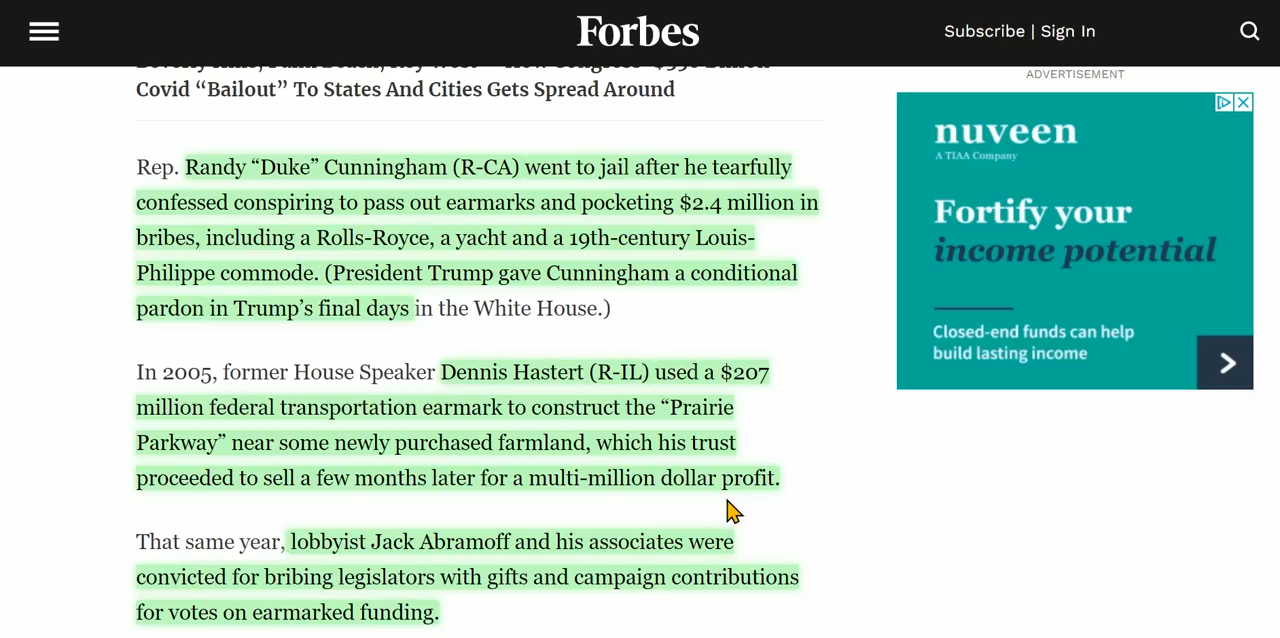 Forbes
Subscribe | Sign In
Covid “Bailout” To States And Cities Gets Spread Around
Rep. Randy “Duke” Cunningham (R-CA) went to jail after he tearfully
confessed conspiring to pass out earmarks and pocketing $2.4 million in
bribes, including a Rolls-Royce, a yacht and a 19th-century Louis-
Philippe commode. (President Trump gave Cunningham a conditional
pardon in Trump’s final days in the White House.)
In 2005, former House Speaker Dennis Hastert (R-IL) used a $207
million federal transportation earmark to construct the “Prairie
Parkway” near some newly purchased farmland, which his trust
proceeded to sell a few months later for a multi-million dollar profit.
That same year, lobbyist Jack Abramoff and his associates were
convicted for bribing legislators with gifts and campaign contributions
for votes on earmarked funding.
ADVERTISEMENT
nuveen
A TIAA Company
Fortify your
income potential
Closed-end funds can help
build lasting income